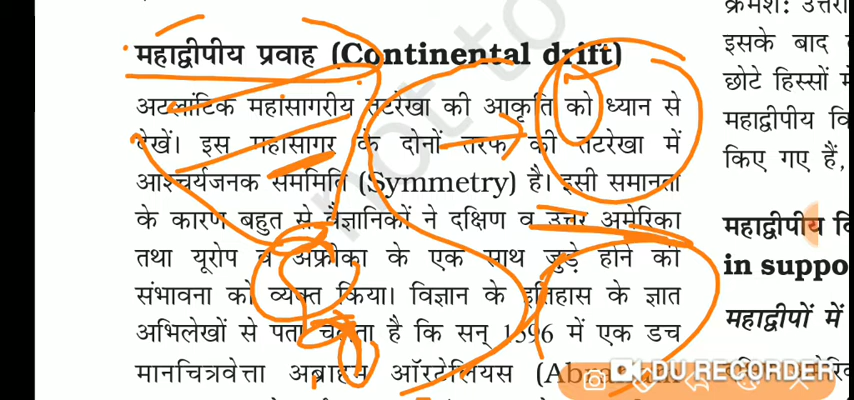 क्रमश: उत्तरी
महाद्वीपीय प्रवाह (Continental drift)
इसके बाद
अटलांटिक महासागरीय तटरेखा की आकृति को ध्यान से
छोटे हिस्सों में
देखें। इस महासागर के दोनों तरफ की तटरेखा में
महाद्वीपीय
आश्चर्यजनक सममिति (Symmetry) है। इसी समानता
किए गए हैं,
के कारण बहुत से वैज्ञानिकों ने दक्षिण व उत्तर अमेरिका
महाद्वीपीय
तथा यूरोप व अफ्रीका के एक साथ जुड़े होने की
in suppo
संभावना को व्यक्त किया। विज्ञान के इतिहास के ज्ञात
महाद्वीपों में
अभिलेखों से पता चलता है कि सन् 1596 में एक डच
मानचित्रवेत्ता अब्राहम ऑरटेलियस (Abraham
not to
DU RECORDER